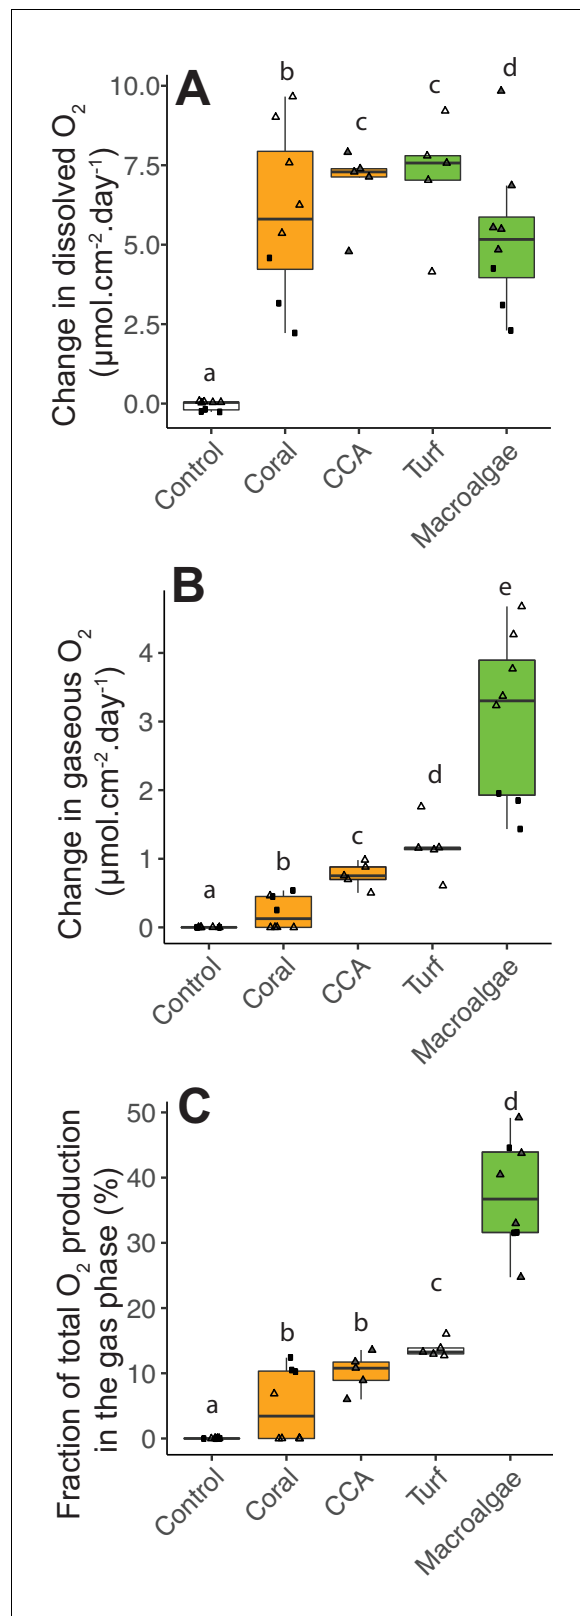 A
Change in dissolved O2
(µmol.cm-2.day-1)
10.0
7.5
5.0
2.5
0.0
a
b
c
c
d
Control
Coral
CCA
Turf
Macroalgae
B
Change in gaseous O2
(µmol.cm-2.day-1)
4
3
2
1
0
a
b
c
d
e
Control
Coral
CCA
Turf
Macroalgae
C
Fraction of total O2 production
in the gas phase (%)
50
40
30
20
10
0
a
b
b
c
d
Control
Coral
CCA
Turf
Macroalgae